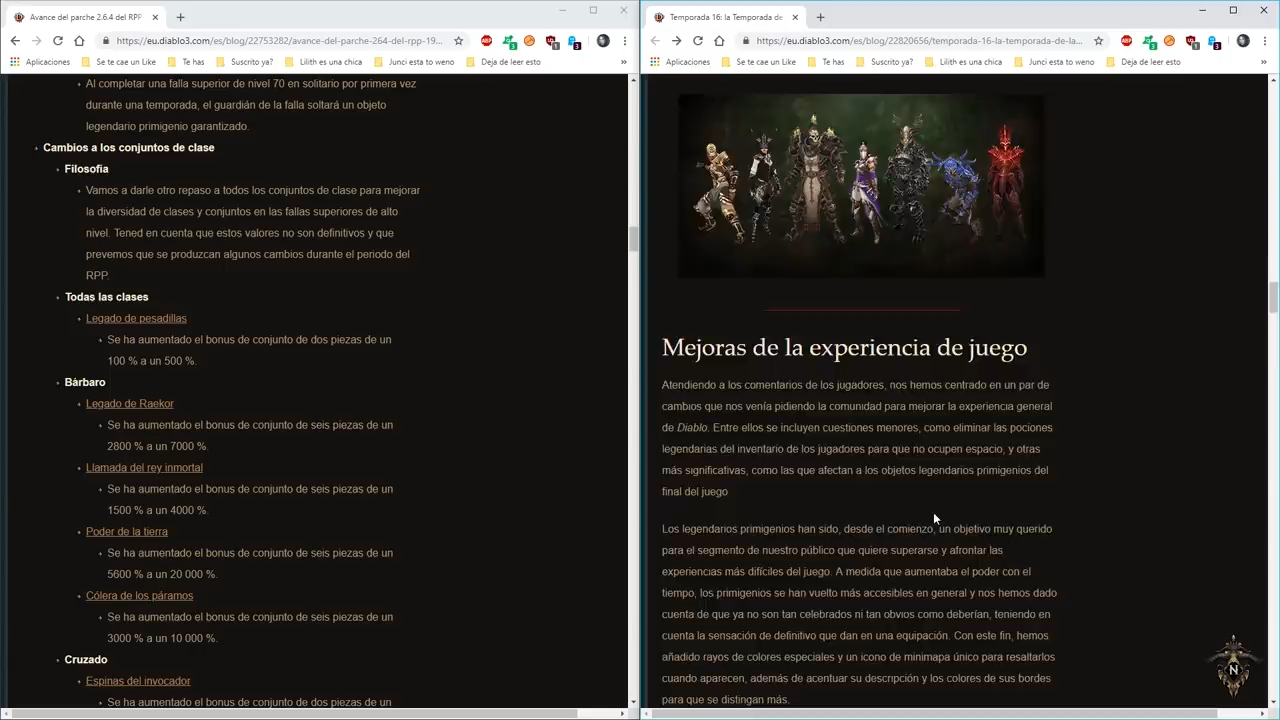 Avance del parche 2.6.4 del RPP
https://eu.diablo3.com/es/blog/22753282/avance-del-parche-264-del-rpp-19...
Aplicaciones Se te cae un Like Te has Suscrito ya? Lilith es una chica Junci esta to weno Deja de leer esto
Al completar una falla superior de nivel 70 en solitario por primera vez
durante una temporada, el guardián de la falla soltará un objeto
legendario primigenio garantizado.
Cambios a los conjuntos de clase
Filosofía
Vamos a darle otro repaso a todos los conjuntos de clase para mejorar
la diversidad de clases y conjuntos en las fallas superiores de alto
nivel. Tened en cuenta que estos valores no son definitivos y que
prevemos que se produzcan algunos cambios durante el periodo del
RPP.
Todas las clases
Legado de pesadillas
Se ha aumentado el bonus de conjunto de dos piezas de un
100 % a un 500 %.
Bárbaro
Legado de Raekor
Se ha aumentado el bonus de conjunto de seis piezas de un
2800 % a un 7000 %.
Llamada del rey inmortal
Se ha aumentado el bonus de conjunto de seis piezas de un
1500 % a un 4000 %.
Poder de la tierra
Se ha aumentado el bonus de conjunto de seis piezas de un
5600 % a un 20 000 %.
Cólera de los páramos
Se ha aumentado el bonus de conjunto de seis piezas de un
3000 % a un 10 000 %.
Cruzado
Espinas del invocador
Se ha aumentado el bonus de conjunto de dos piezas de un
Temporada 16: la Temporada de
https://eu.diablo3.com/es/blog/22820656/temporada-16-la-temporada-de-la...
Aplicaciones Se te cae un Like Te has Suscrito ya? Lilith es una chica Junci esta to weno Deja de leer esto
Mejoras de la experiencia de juego
Atendiendo a los comentarios de los jugadores, nos hemos centrado en un par de
cambios que nos venía pidiendo la comunidad para mejorar la experiencia general
de Diablo. Entre ellos se incluyen cuestiones menores, como eliminar las pociones
legendarias del inventario de los jugadores para que no ocupen espacio, y otras
más significativas, como las que afectan a los objetos legendarios primigenios del
final del juego
Los legendarios primigenios han sido, desde el comienzo, un objetivo muy querido
para el segmento de nuestro público que quiere superarse y afrontar las
experiencias más difíciles del juego. A medida que aumentaba el poder con el
tiempo, los primigenios se han vuelto más accesibles en general y nos hemos dado
cuenta de que ya no son tan celebrados ni tan obvios como deberían, teniendo en
cuenta la sensación de definitivo que dan en una equipación. Con este fin, hemos
añadido rayos de colores especiales y un icono de minimapa único para resaltarlos
cuando aparecen, además de acentuar su descripción y los colores de sus bordes
para que se distingan más.
N